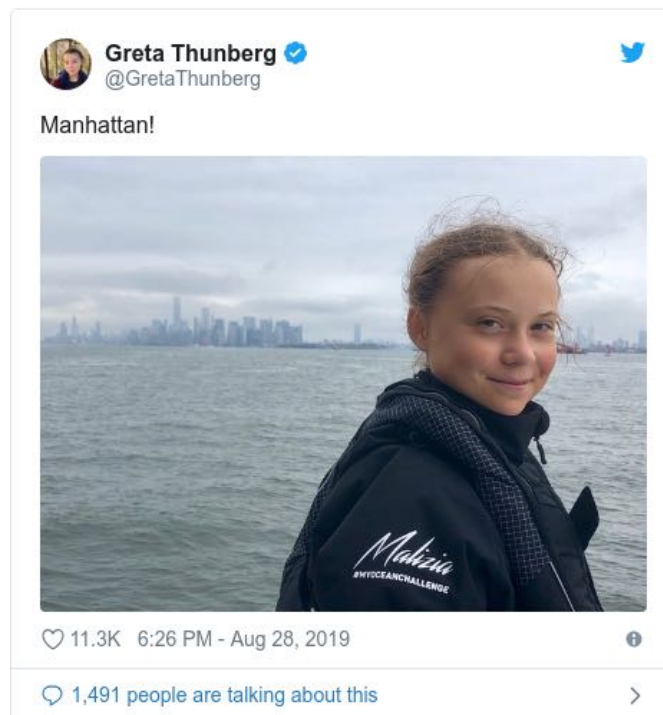 Greta Thunberg
@GretaThunberg
Manhattan!
Malizia
#MYOCEANCHALLENGE
11.3K 6:26 PM - Aug 28, 2019
1,491 people are talking about this